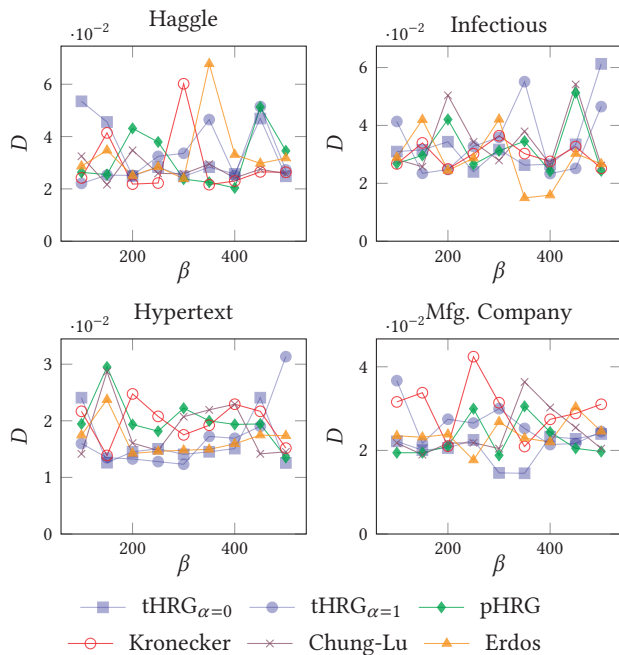 Haggle Infectious
·10⁻² ·10⁻²
6 6
4 4
D D
2 2
0 0
200 400 200 400
β β
Hypertext Mfg. Company
·10⁻² ·10⁻²
3 4
2 D 2 D
1
0 0
200 400 200 400
β β
tHRGα=0 tHRGα=1 pHRG
Kronecker Chung-Lu Erdos